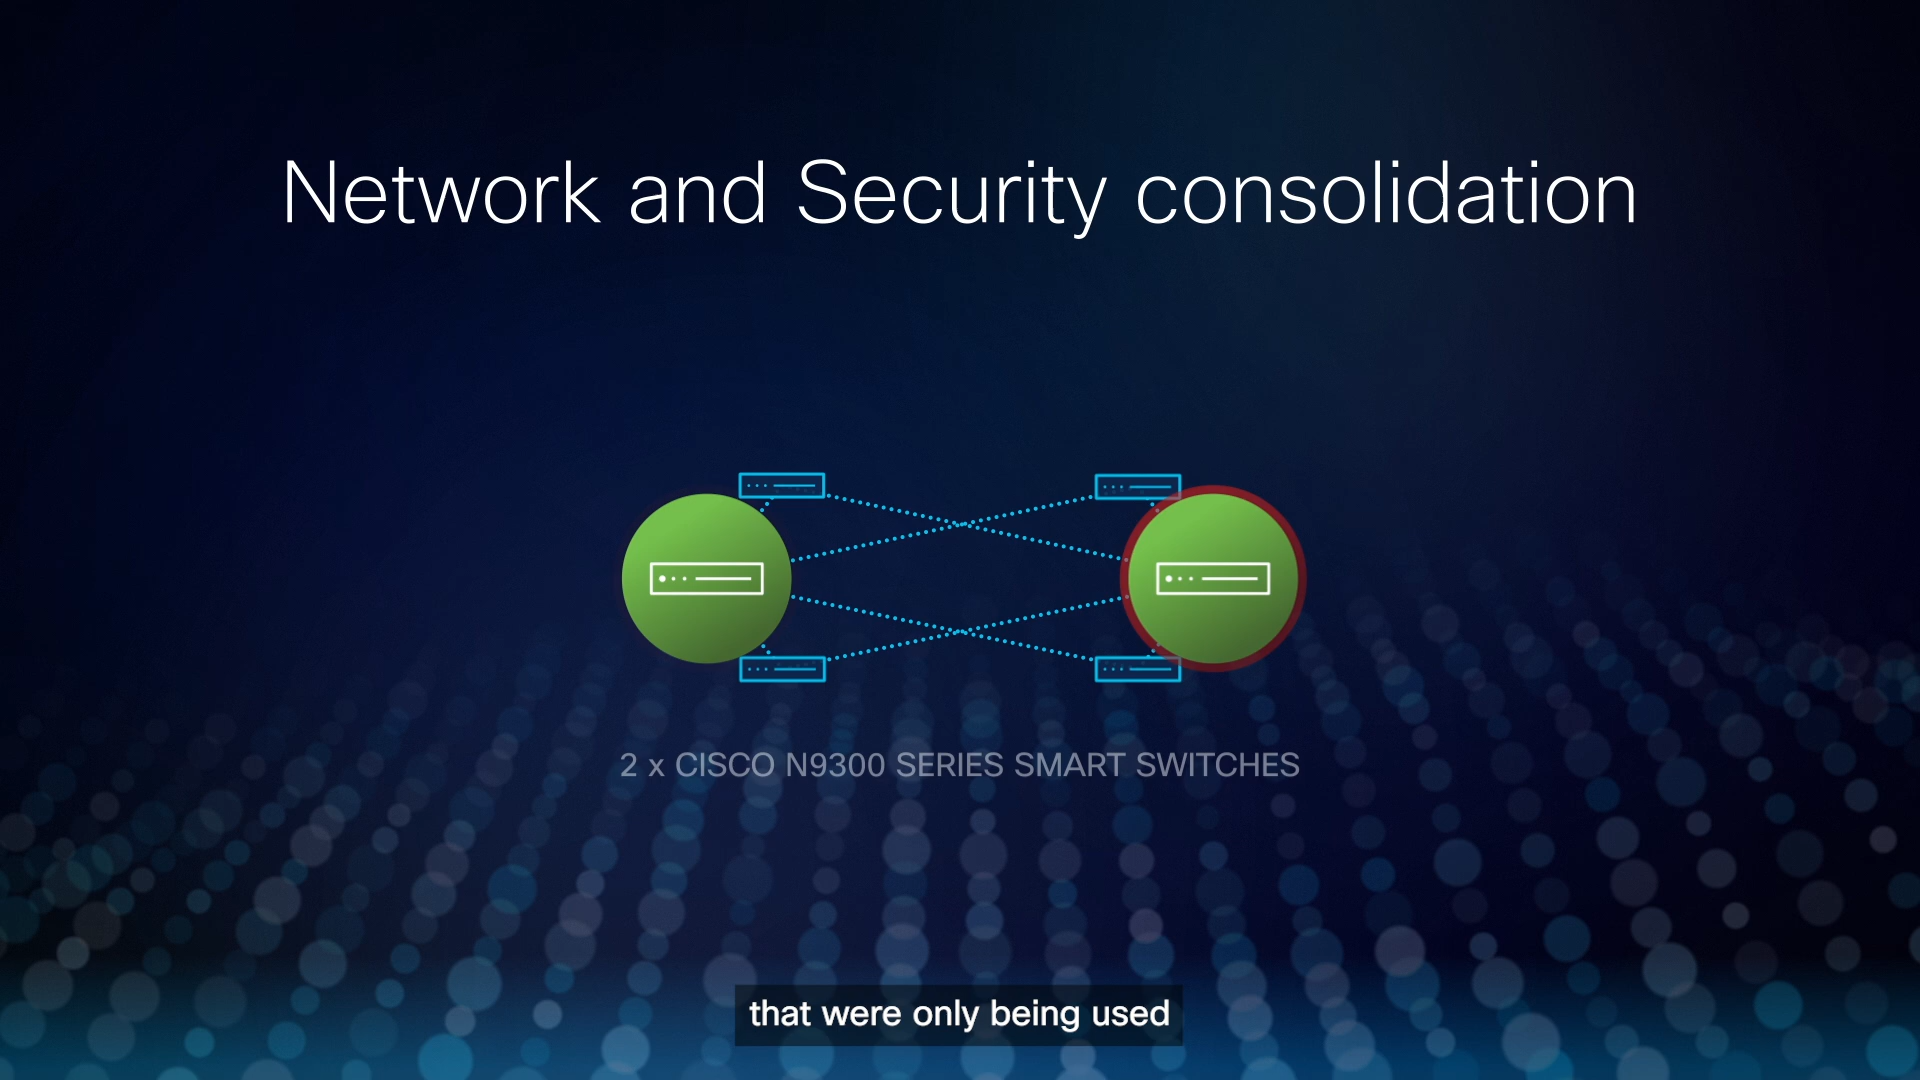 Network and Security consolidation
2 x CISCO N9300 SERIES SMART SWITCHES
that were only being used